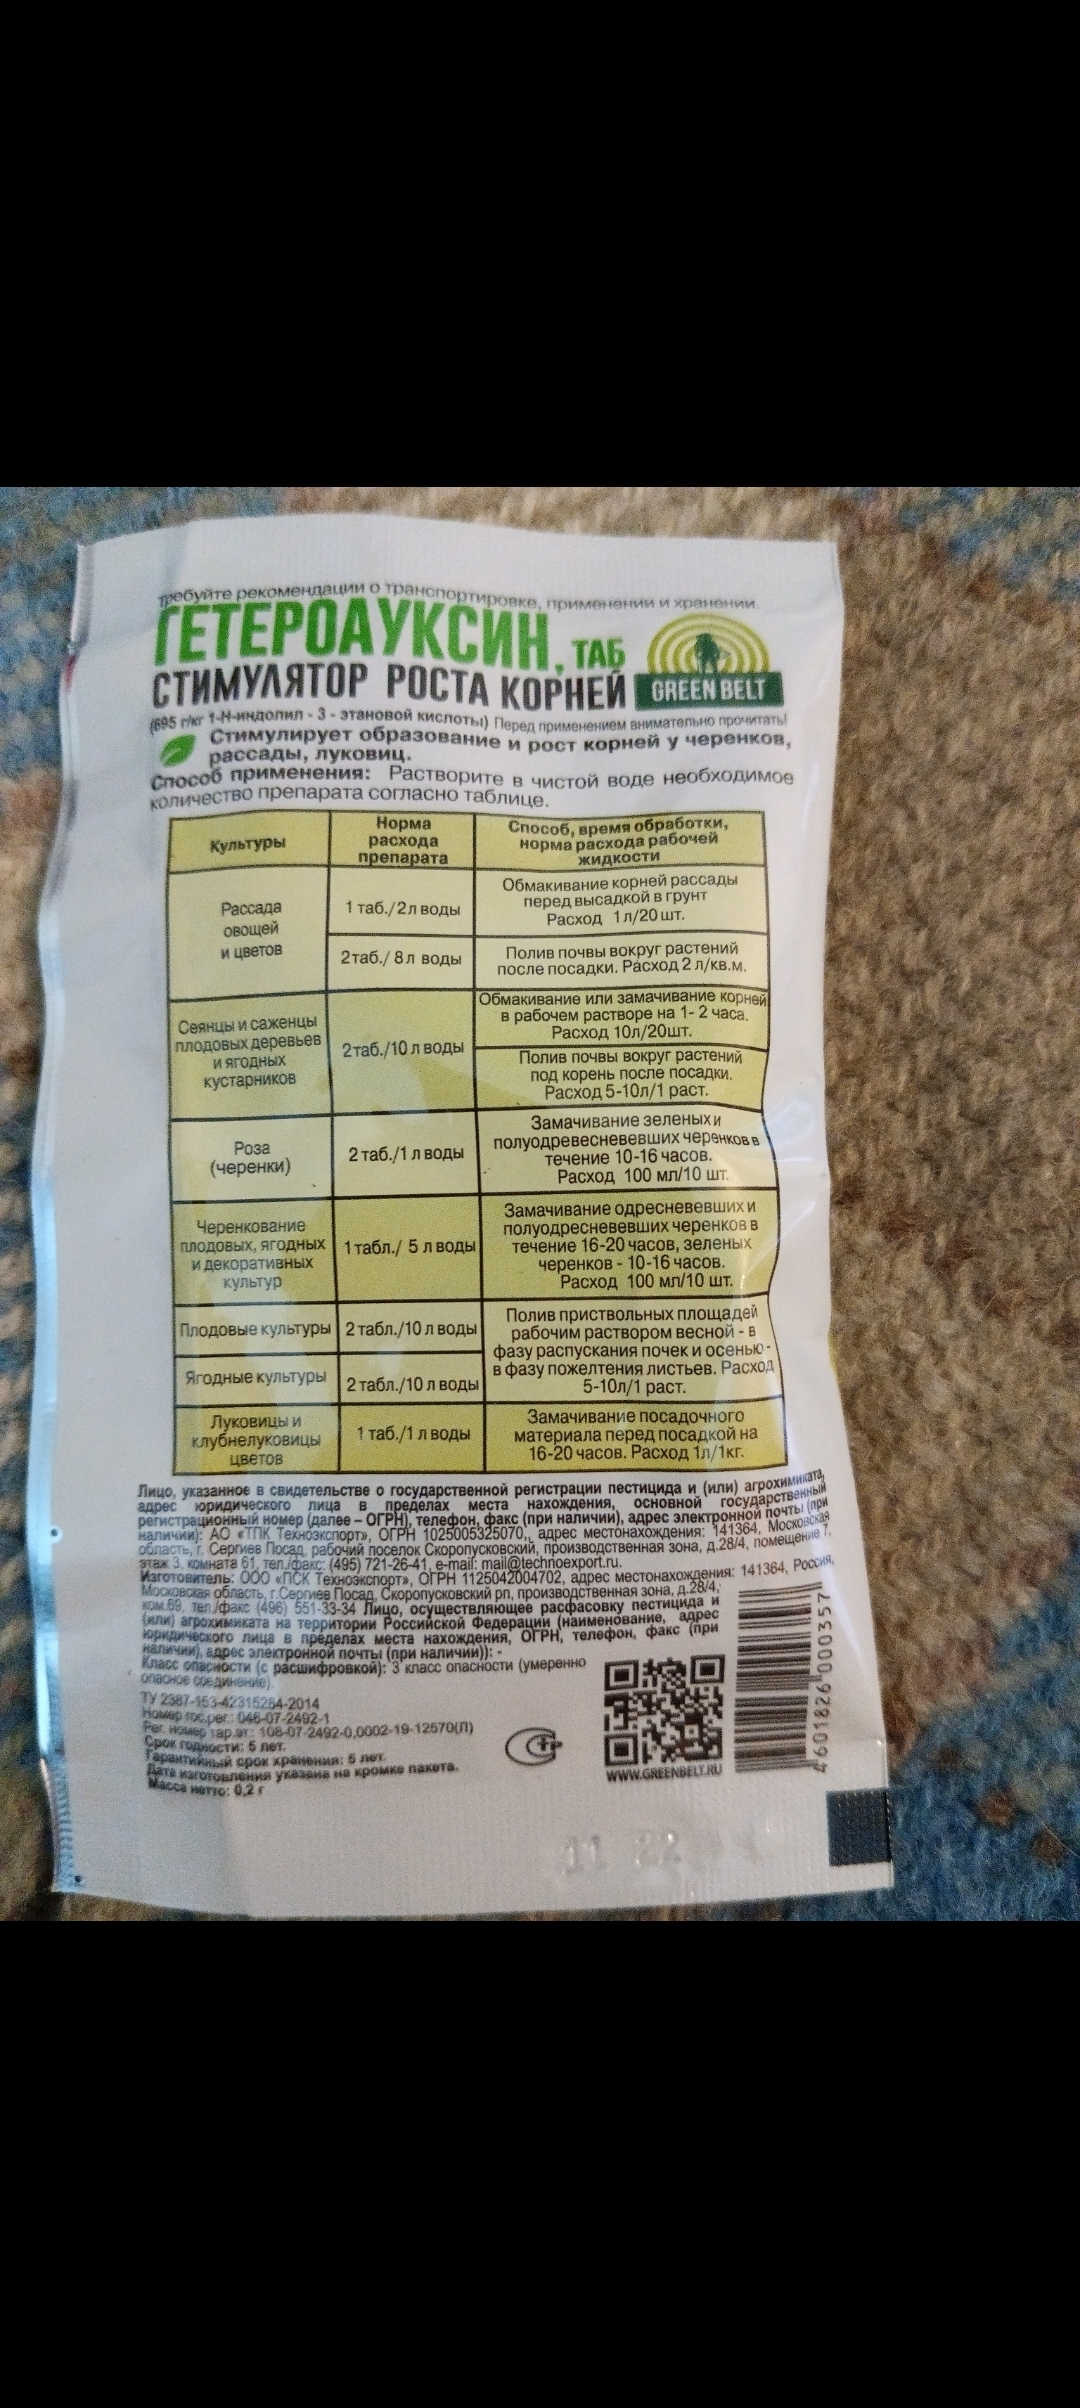 требуйте рекомендации о транспортировке, применении и хранении.
ГЕТЕРОАУКСИН, ТАБ
СТИМУЛЯТОР РОСТА КОРНЕЙ
GREEN BELT
(695 г/кг 1-Н-индолил - 3 - этановой кислоты) Перед применением внимательно прочитать!
Стимулирует образование и рост корней у черенков,
рассады, луковиц.
Способ применения: Растворите в чистой воде необходимое
количество препарата согласно таблице.
Культуры
Норма
расхода
препарата
Способ, время обработки,
норма расхода рабочей
жидкости
Рассада
овощей
и цветов
1 таб./2л воды
Обмакивание корней рассады
перед высадкой в грунт
Расход 1л/20 шт.
2таб./ 8л воды
Полив почвы вокруг растений
после посадки. Расход 2 л/кв.м.
Сеянцы и саженцы
плодовых деревьев
и ягодных
кустарников
2таб./10 л воды
Обмакивание или замачивание корней
в рабочем растворе на 1- 2 часа.
Расход 10л/20шт.
Полив почвы вокруг растений
под корень после посадки.
Расход 5-10л/1 раст.
Роза
(черенки)
2 таб./1 л воды
Замачивание зеленых и
полуодревесневевших черенков в
течение 10-16 часов.
Расход 100 мл/10 шт.
Черенкование
плодовых, ягодных
и декоративных
культур
1 табл./ 5 л воды
Замачивание одресневевших и
полуодресневевших черенков в
течение 16-20 часов, зеленых
черенков - 10-16 часов.
Расход 100 мл/10 шт.
Плодовые культуры
2 табл./10 л воды
Полив приствольных площадей
рабочим раствором весной - в
фазу распускания почек и осенью -
в фазу пожелтения листьев. Расход
5-10л/1 раст.
Ягодные культуры
2 табл./10 л воды
Луковицы и
клубнелуковицы
цветов
1 таб./1 л воды
Замачивание посадочного
материала перед посадкой на
16-20 часов. Расход 1л/1кг.
Лицо, указанное в свидетельстве о государственной регистрации пестицида и (или) агрохимиката,
адрес юридического лица в пределах места нахождения, основной государственный
регистрационный номер (далее – ОГРН), телефон, факс (при наличии), адрес электронной почты (при
наличии): АО «ТПК Техноэкспорт», ОГРН 1025005325070,, адрес местонахождения: 141364, Московская
область, г. Сергиев Посад, рабочий поселок Скоропусковский, производственная зона, д.28/4, помещение 7,
этаж 3, комната 61, тел./факс: (495) 721-26-41, e-mail: mail@technoexport.ru.
Изготовитель: ООО «ПСК Техноэкспорт», ОГРН 1125042004702, адрес местонахождения: 141364, Россия,
Московская область, г.Сергиев Посад, Скоропусковский рп, производственная зона, д.28/4,
ком.69, тел./факс (496) 551-33-34 Лицо, осуществляющее расфасовку пестицида и
(или) агрохимиката на территории Российской Федерации (наименование, адрес
юридического лица в пределах места нахождения, ОГРН, телефон, факс (при
наличии), адрес электронной почты (при наличии)): -
Класс опасности (с расшифровкой): 3 класс опасности (умеренно
опасное соединение).
ТУ 2387-153-42315284-2014
Номер гос.рег.: 046-07-2492-1
Рег. номер тар.эт.: 108-07-2492-0,0002-19-12570(Л)
Срок годности: 5 лет.
Гарантийный срок хранения: 5 лет.
Дата изготовления указана на кромке пакета.
Масса нетто: 0,2 г
WWW.GREENBELT.RU
4601826000357
11 22